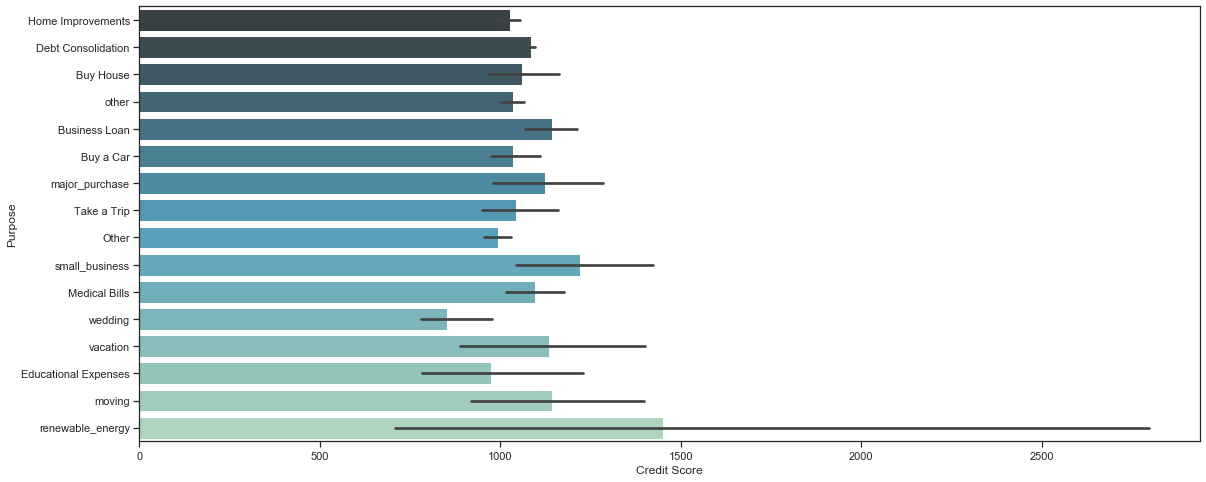 Home Improvements
Debt Consolidation
Buy House
other
Business Loan
Buy a Car
major_purchase
Take a Trip
Other
small_business
Medical Bills
wedding
vacation
Educational Expenses
moving
renewable_energy
Purpose
0 500 1000 1500 2000 2500
Credit Score